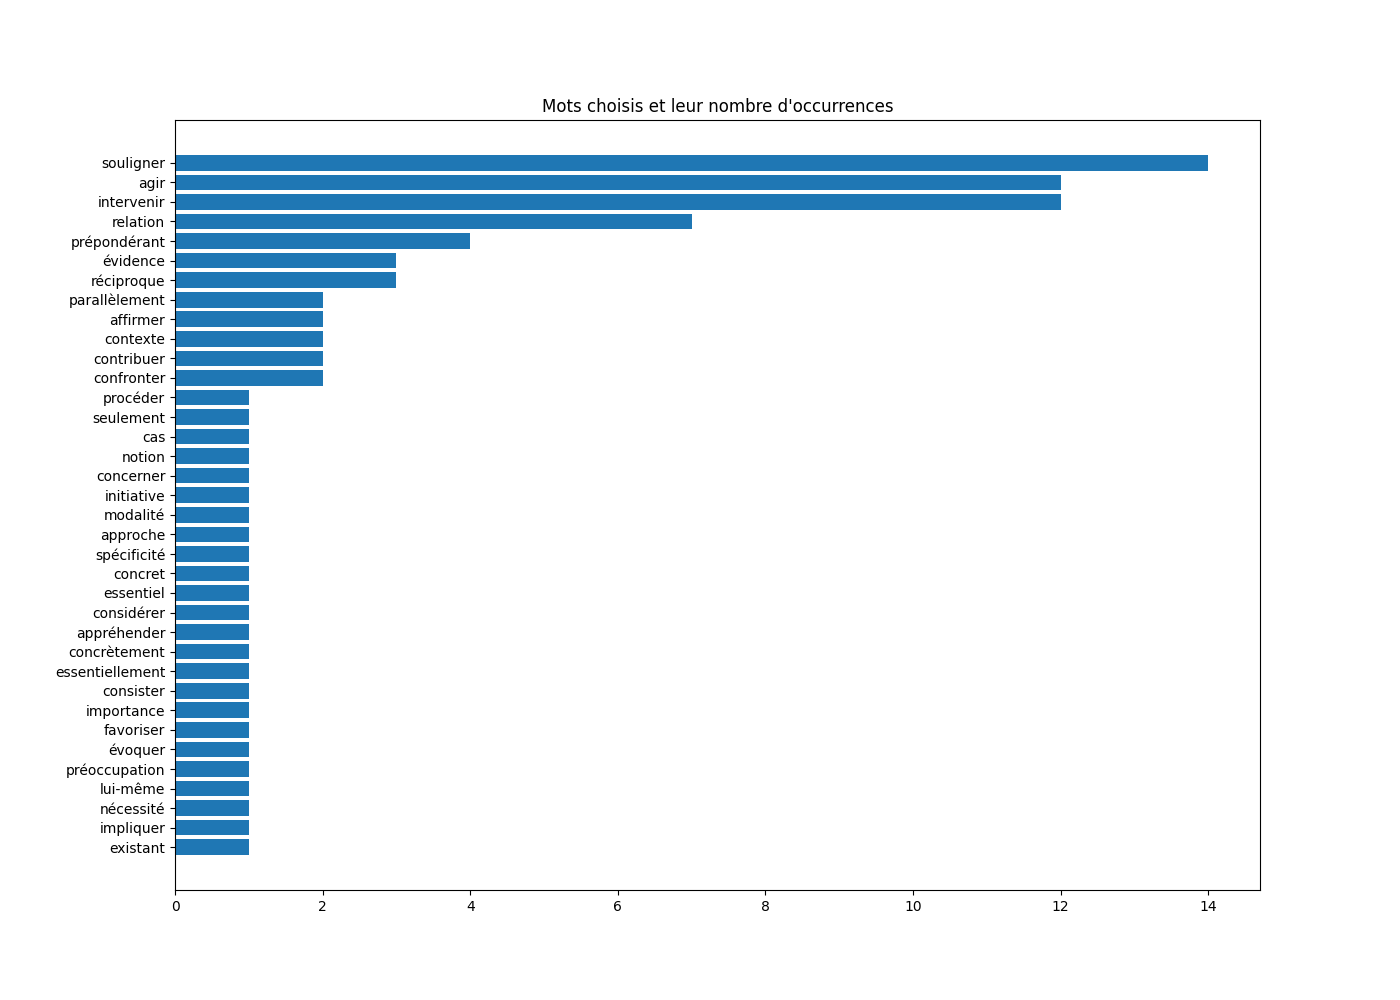 Mots choisis et leur nombre d'occurrences
souligner
agir
intervenir
relation
prépondérant
évidence
réciproque
parallèlement
affirmer
contexte
contribuer
confronter
procéder
seulement
cas
notion
concerner
initiative
modalité
approche
spécificité
concret
essentiel
considérer
appréhender
concrètement
essentiellement
consister
importance
favoriser
évoquer
préoccupation
lui-même
nécessité
impliquer
existant
0 2 4 6 8 10 12 14